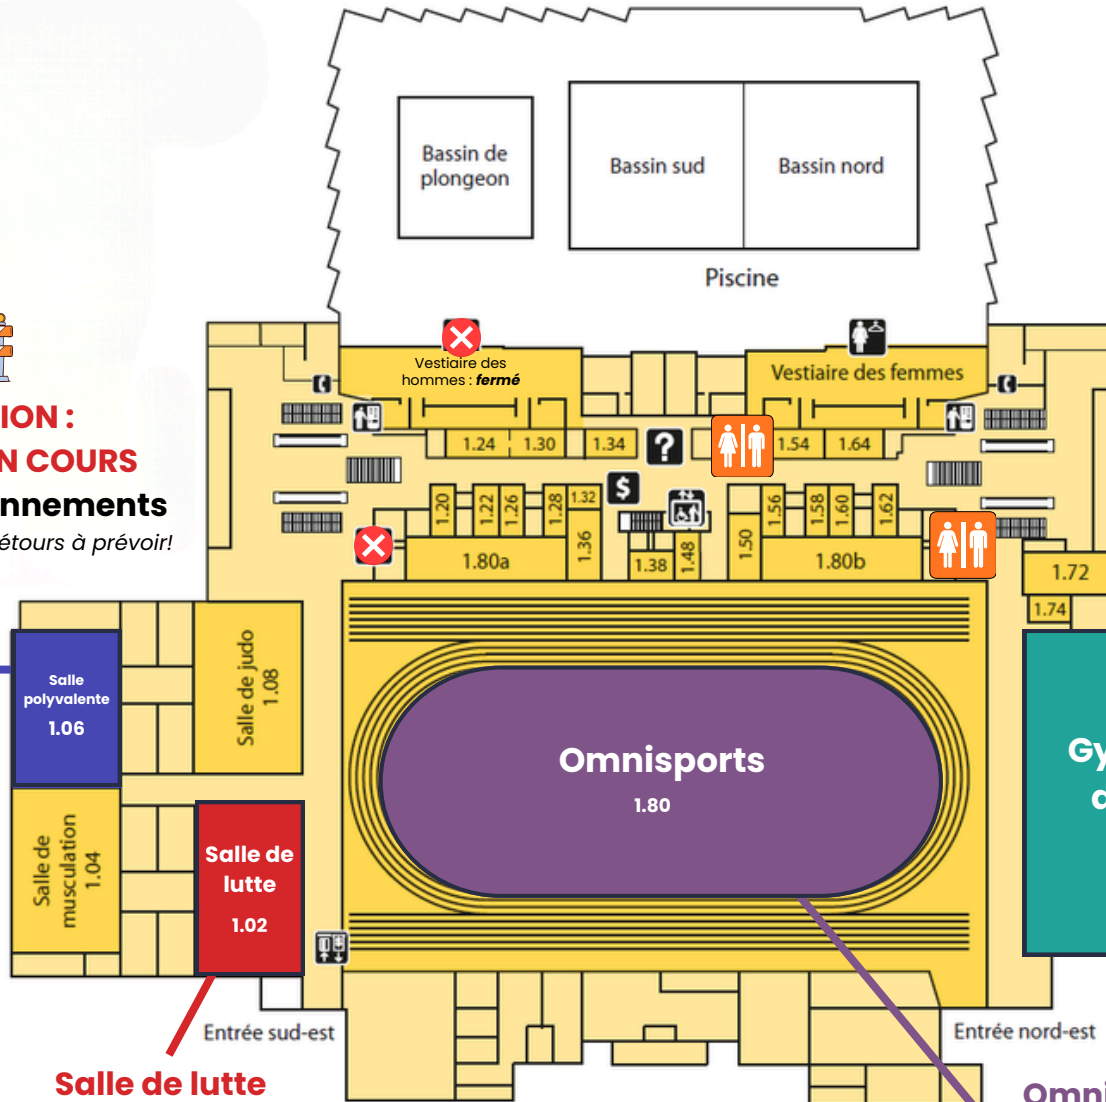 Bassin de
plongeon
Bassin sud
Bassin nord
Piscine
Vestiaire des
hommes : fermé
Vestiaire des femmes
ION :
N COURS
nnements
étours à prévoir!
1.24
1.30
1.34
?
1.54
1.64
$
1.20
1.22
1.26
1.28
1.32
1.36
1.38
1.48
1.50
1.56
1.58
1.60
1.62
1.80a
1.80b
1.72
1.74
Salle
polyvalente
1.06
Salle de judo
1.08
Omnisports
1.80
Gy
Salle de
musculation
1.04
Salle de
lutte
1.02
Entrée sud-est
Entrée nord-est
Salle de lutte
Omni